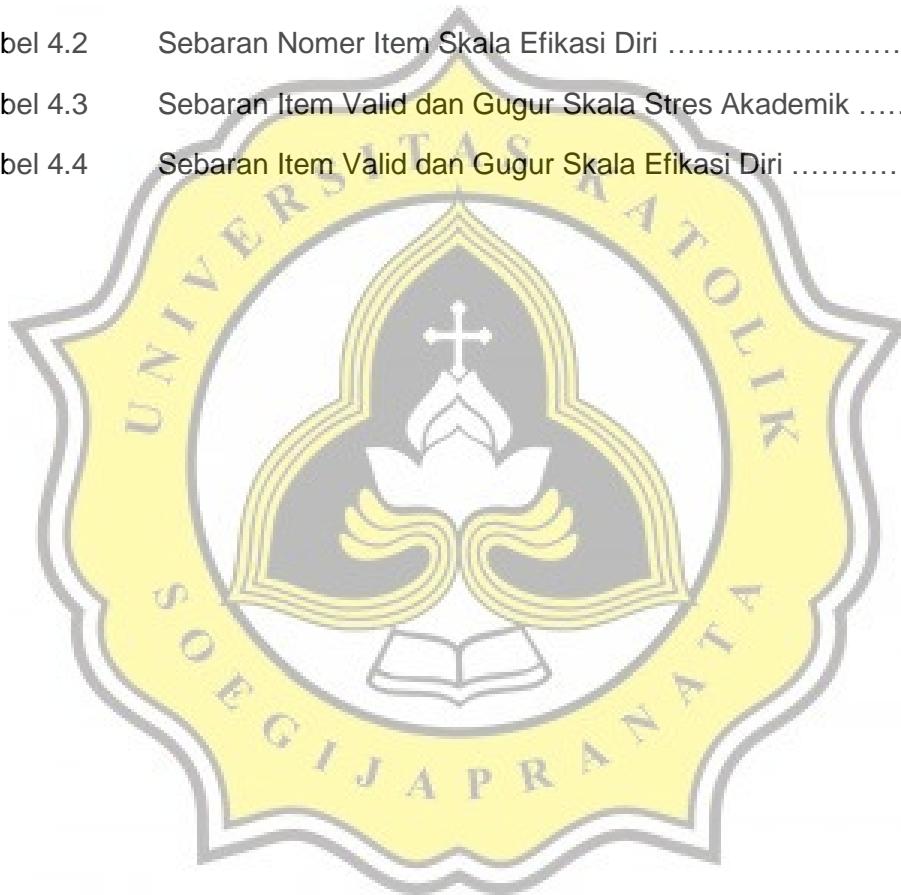 bel 4.2 Sebaran Nomer Item Skala Efikasi Diri ........................
bel 4.3 Sebaran Item Valid dan Gugur Skala Stres Akademik .....
bel 4.4 Sebaran Item Valid dan Gugur Skala Efikasi Diri ...........
UNIVERSITAS KATOLIK
SOEGIJAPRANATA